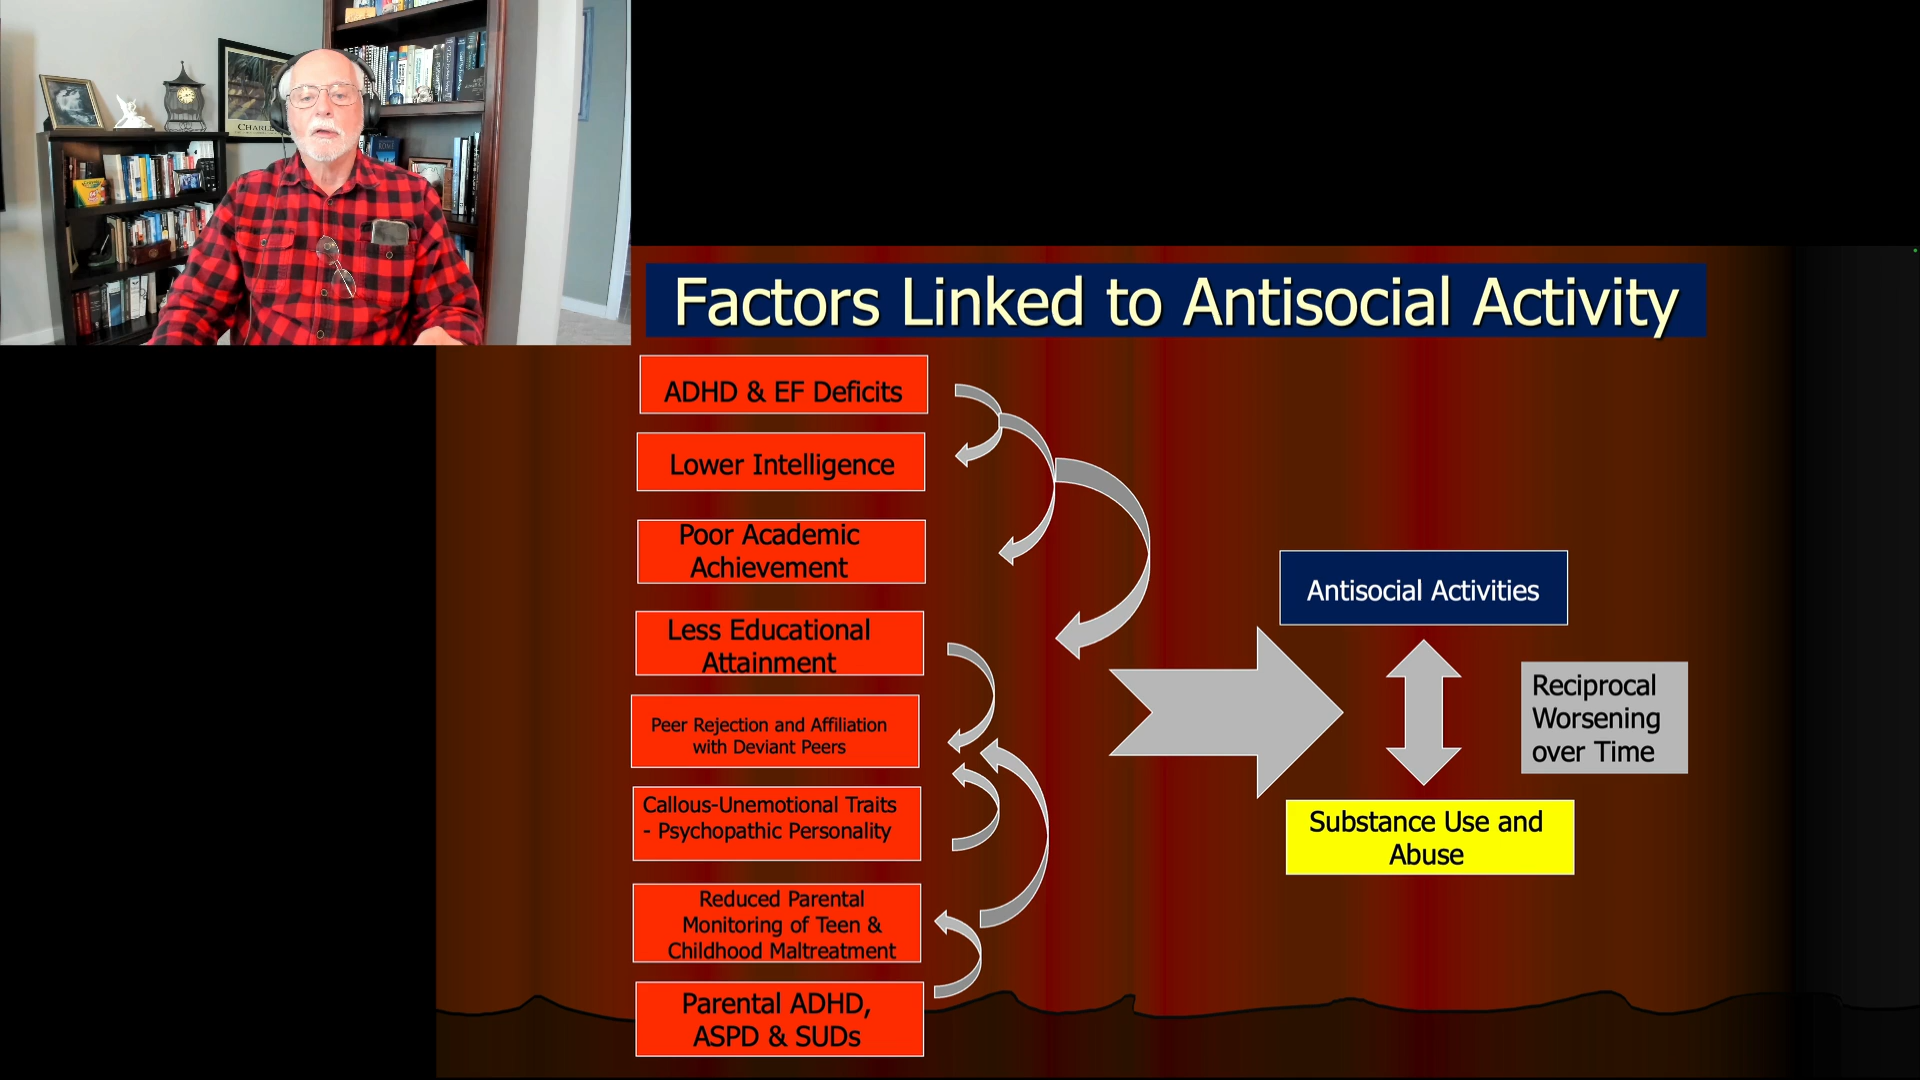 CHARLE
Factors Linked to Antisocial Activity
ADHD & EF Deficits
Lower Intelligence
Poor Academic
Achievement
Less Educational
Attainment
Peer Rejection and Affiliation
with Deviant Peers
Callous-Unemotional Traits
- Psychopathic Personality
Reduced Parental
Monitoring of Teen &
Childhood Maltreatment
Parental ADHD,
ASPD & SUDs
Antisocial Activities
Reciprocal
Worsening
over Time
Substance Use and
Abuse